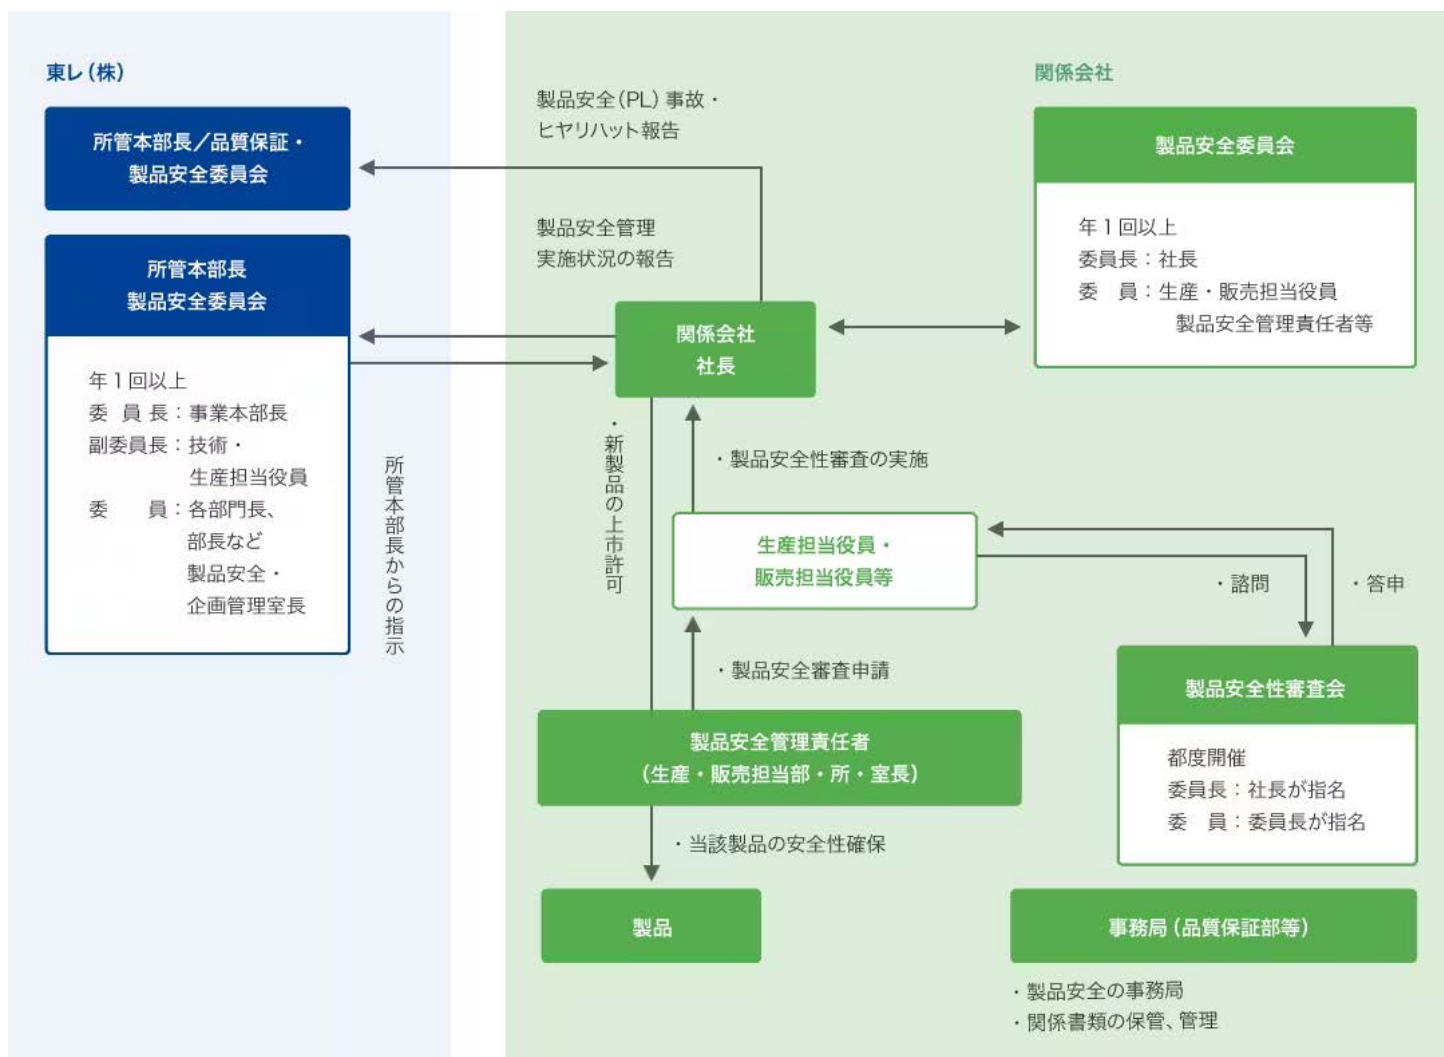 東レ(株)
所管本部長/品質保証・
製品安全委員会
所管本部長
製品安全委員会
年1回以上
委員長:事業本部長
副委員長:技術・
生産担当役員
委 員:各部門長、
部長など
製品安全・
企画管理室長
所管本部長からの指示
関係会社
製品安全(PL)事故・
ヒヤリハット報告
製品安全管理
実施状況の報告
関係会社
社長
製品安全委員会
年1回以上
委員長:社長
委 員:生産・販売担当役員
製品安全管理責任者等
・新製品の上市許可
・製品安全性審査の実施
生産担当役員・
販売担当役員等
・諮問
・答申
・製品安全審査申請
製品安全性審査会
都度開催
委員長:社長が指名
委 員:委員長が指名
製品安全管理責任者
(生産・販売担当部・所・室長)
・当該製品の安全性確保
製品
事務局(品質保証部等)
・製品安全の事務局
・関係書類の保管、管理